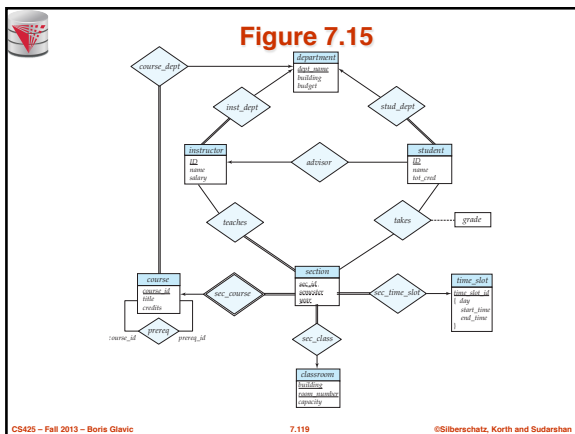 Figure 7.15
department
dept_name
building
budget
course_dept
inst_dept
stud_dept
instructor
ID
name
salary
advisor
student
ID
name
tot_cred
teaches
takes
grade
section
sec_id
semester
year
course
course_id
title
credits
sec_course
sec_time_slot
time_slot
time_slot_id
{ day
start_time
end_time
}
prereq
:ourse_id
prereq_id
sec_class
classroom
building
room_number
capacity
CS425 – Fall 2013 – Boris Glavic
7.119
©Silberschatz, Korth and Sudarshan